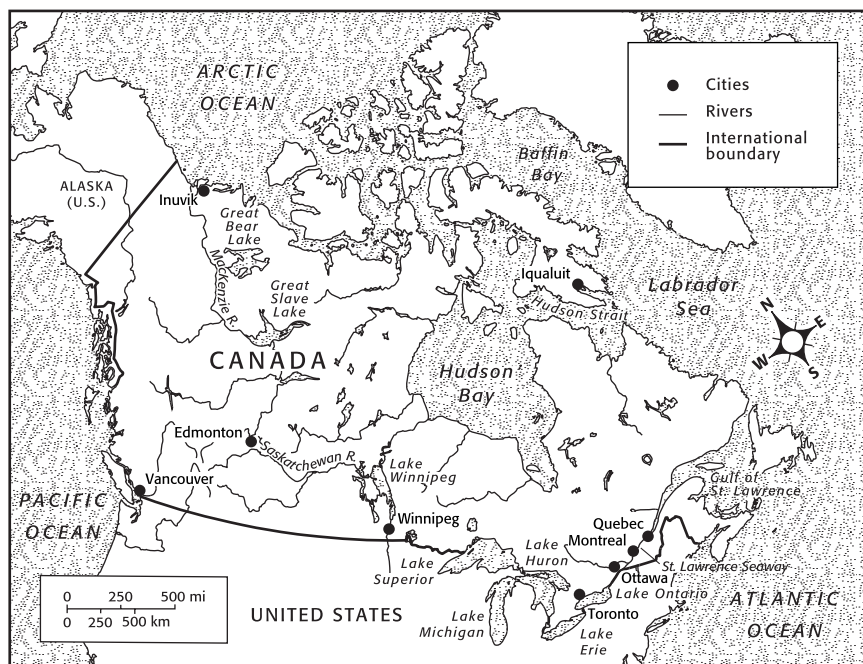 ARCTIC
OCEAN
Cities
Rivers
International
boundary
Baffin
Bay
ALASKA
(U.S.)
Inuvik
Great
Bear
Lake
Mackenzie R.
Great
Slave
Lake
Iqualuit
Hudson Strait
Labrador
Sea
N
E
W
S
CANADA
Hudson
Bay
Edmonton
Saskatchewan R.
Lake
Winnipeg
Vancouver
Gulf of
St. Lawrence
PACIFIC
OCEAN
Winnipeg
Quebec
Montreal
Lake
Huron
St. Lawrence Seaway
Ottawa
Lake
Superior
Lake Ontario
Toronto
ATLANTIC
OCEAN
0 250 500 mi
0 250 500 km
UNITED STATES
Lake
Michigan
Lake
Erie